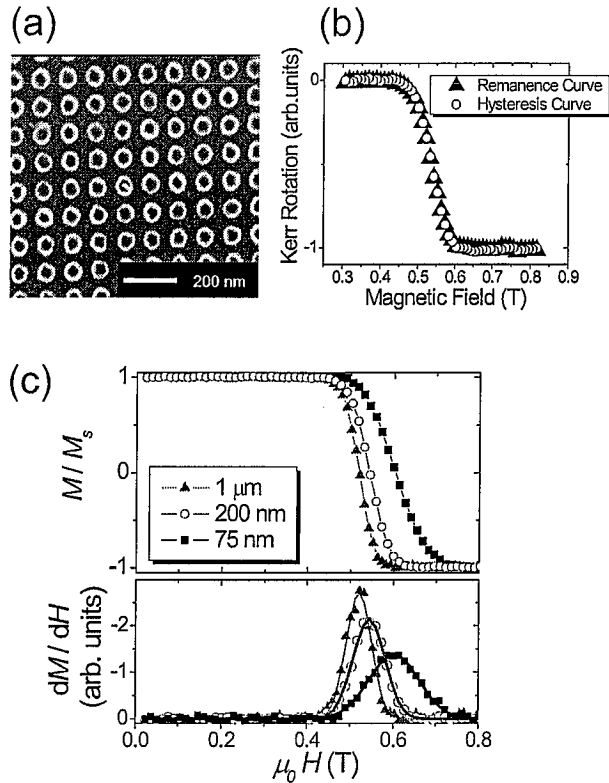 (a)
200 nm
(b)
Kerr Rotation (arb.units)
0
-1
Remanence Curve
Hysteresis Curve
0.3 0.4 0.5 0.6 0.7 0.8 0.9
Magnetic Field (T)
(c)
M / Ms
1
0
-1
1 μm
200 nm
75 nm
dM/dH
(arb. units)
-2
-1
0
0.0 0.2 0.4 0.6 0.8
μ0 H (T)